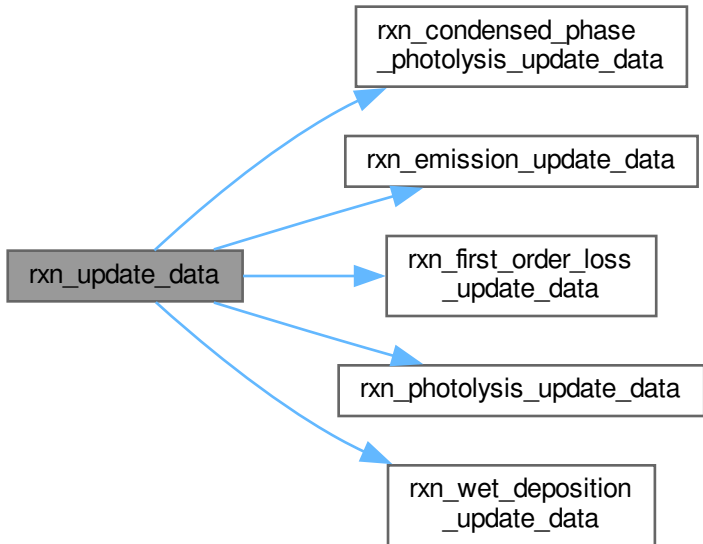 rxn_condensed_phase
_photolysis_update_data
rxn_emission_update_data
rxn_update_data
rxn_first_order_loss
_update_data
rxn_photolysis_update_data
rxn_wet_deposition
_update_data